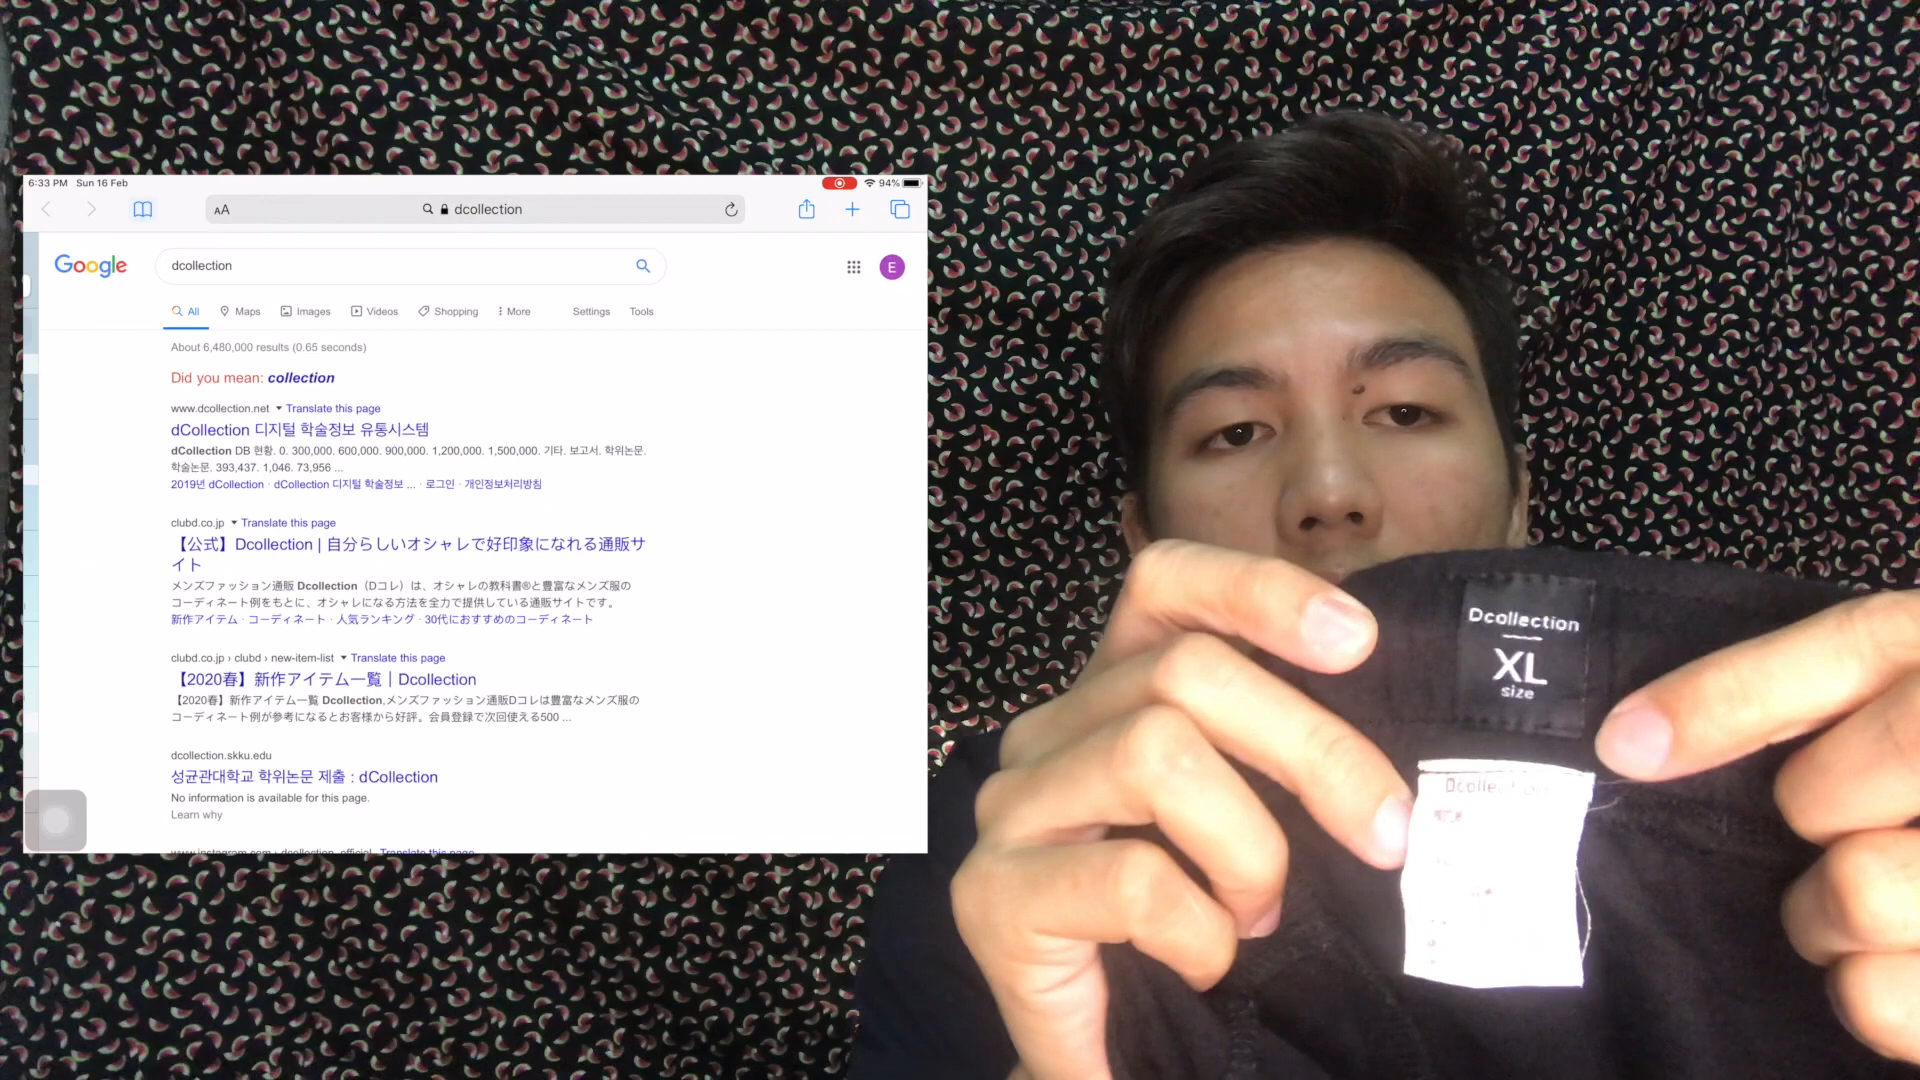 6:33 PM Sun 16 Feb
94%
AA
dcollection
Google
dcollection
E
All
Maps
Images
Videos
Shopping
More
Settings
Tools
About 6,480,000 results (0.65 seconds)
Did you mean: collection
www.dcollection.net Translate this page
dCollection 디지털 학술정보 유통시스템
dCollection DB 현황. 0. 300,000. 600,000. 900,000. 1,200,000. 1,500,000. 기타. 보고서. 학위논문.
학술논문. 393,437. 1,046. 73,956 ...
2019년 dCollection · dCollection 디지털 학술정보 ... · 로그인 · 개인정보처리방침
clubd.co.jp Translate this page
【公式】Dcollection | 自分らしいオシャレで好印象になれる通販サ
イト
メンズファッション通販 Dcollection（Dコレ）は、オシャレの教科書®と豊富なメンズ服の
コーディネート例をもとに、オシャレになる方法を全力で提供している通販サイトです。
新作アイテム · コーディネート · 人気ランキング · 30代におすすめのコーディネート
clubd.co.jp › clubd › new-item-list Translate this page
【2020春】新作アイテム一覧｜Dcollection
【2020春】新作アイテム一覧 Dcollection,メンズファッション通販Dコレは豊富なメンズ服の
コーディネート例が参考になるとお客様から好評。会員登録で次回使える500 ...
dcollection.skku.edu
성균관대학교 학위논문 제출 : dCollection
No information is available for this page.
Learn why
www.instagram.com › dcollection_official Translate this page
Dcollection
XL
size